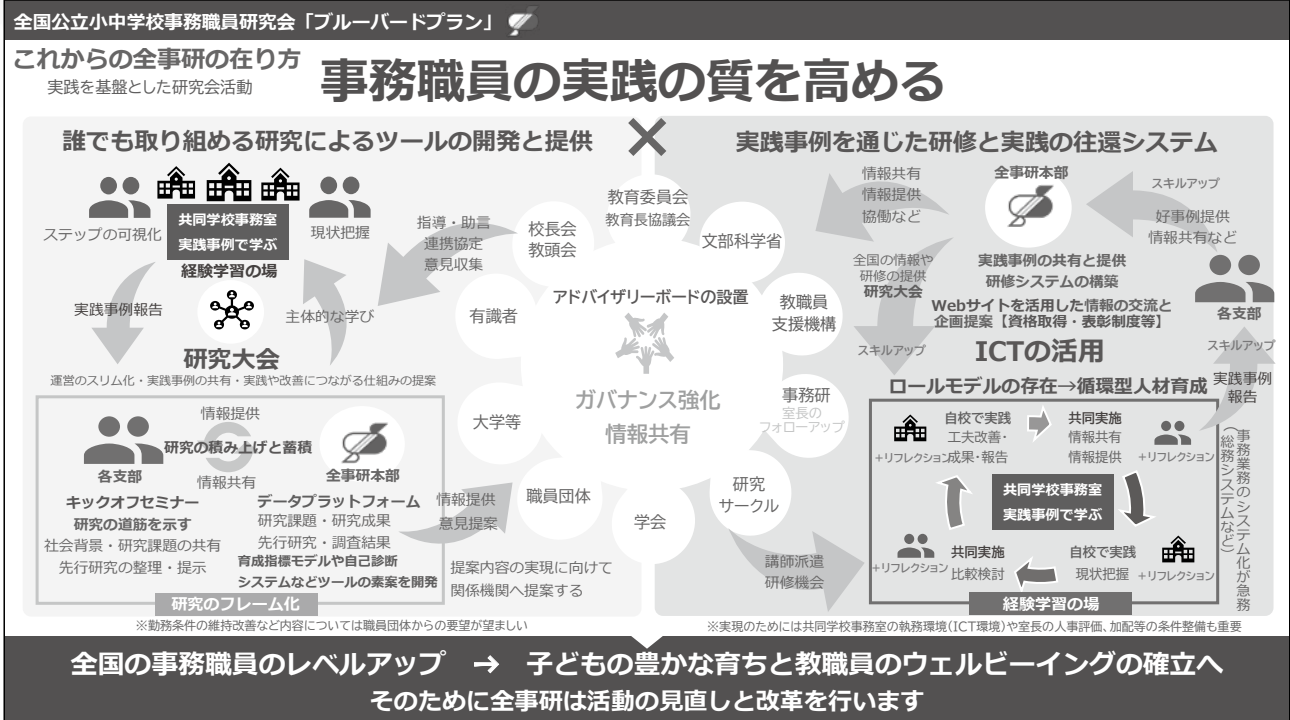 全国公立小中学校事務職員研究会「ブルーバードプラン」
これからの全事研の在り方
実践を基盤とした研究会活動
事務職員の実践の質を高める
誰でも取り組める研究によるツールの開発と提供
×
実践事例を通じた研修と実践の往還システム
ステップの可視化
共同学校事務室
実践事例で学ぶ
現状把握
経験学習の場
実践事例報告
主体的な学び
研究大会
運営のスリム化・実践事例の共有・実践や改善につながる仕組みの提案
指導・助言
連携協定
意見収集
情報提供
研究の積み上げと蓄積
情報共有
各支部
全事研本部
キックオフセミナー
研究の道筋を示す
社会背景・研究課題の共有
先行研究の整理・提示
データプラットフォーム
研究課題・研究成果
先行研究・調査結果
育成指標モデルや自己診断
システムなどツールの素案を開発
研究のフレーム化
情報提供
意見提案
提案内容の実現に向けて
関係機関へ提案する
※勤務条件の維持改善など内容については職員団体からの要望が望ましい
教育委員会
教育長協議会
校長会
教頭会
文部科学省
有識者
教職員
支援機構
大学等
事務研
室長の
フォローアップ
職員団体
学会
研究
サークル
アドバイザリーボードの設置
ガバナンス強化
情報共有
情報共有
情報提供
協働など
全事研本部
スキルアップ
好事例提供
情報共有など
全国の情報や
研修の提供
研究大会
実践事例の共有と提供
研修システムの構築
Webサイトを活用した情報の交流と
企画提案【資格取得・表彰制度等】
各支部
スキルアップ
ICTの活用
スキルアップ
ロールモデルの存在→循環型人材育成
実践事例
報告
自校で実践
工夫改善・
成果・報告
+リフレクション
共同実施
情報共有
情報提供
+リフレクション
共同学校事務室
実践事例で学ぶ
+リフレクション
共同実施
比較検討
自校で実践
現状把握
+リフレクション
経験学習の場
事務業務のシステム化が急務
（総務システムなど）
講師派遣
研修機会
※実現のためには共同学校事務室の執務環境（ICT環境）や室長の人事評価、加配等の条件整備も重要
全国の事務職員のレベルアップ　→　子どもの豊かな育ちと教職員のウェルビーイングの確立へ
そのために全事研は活動の見直しと改革を行います